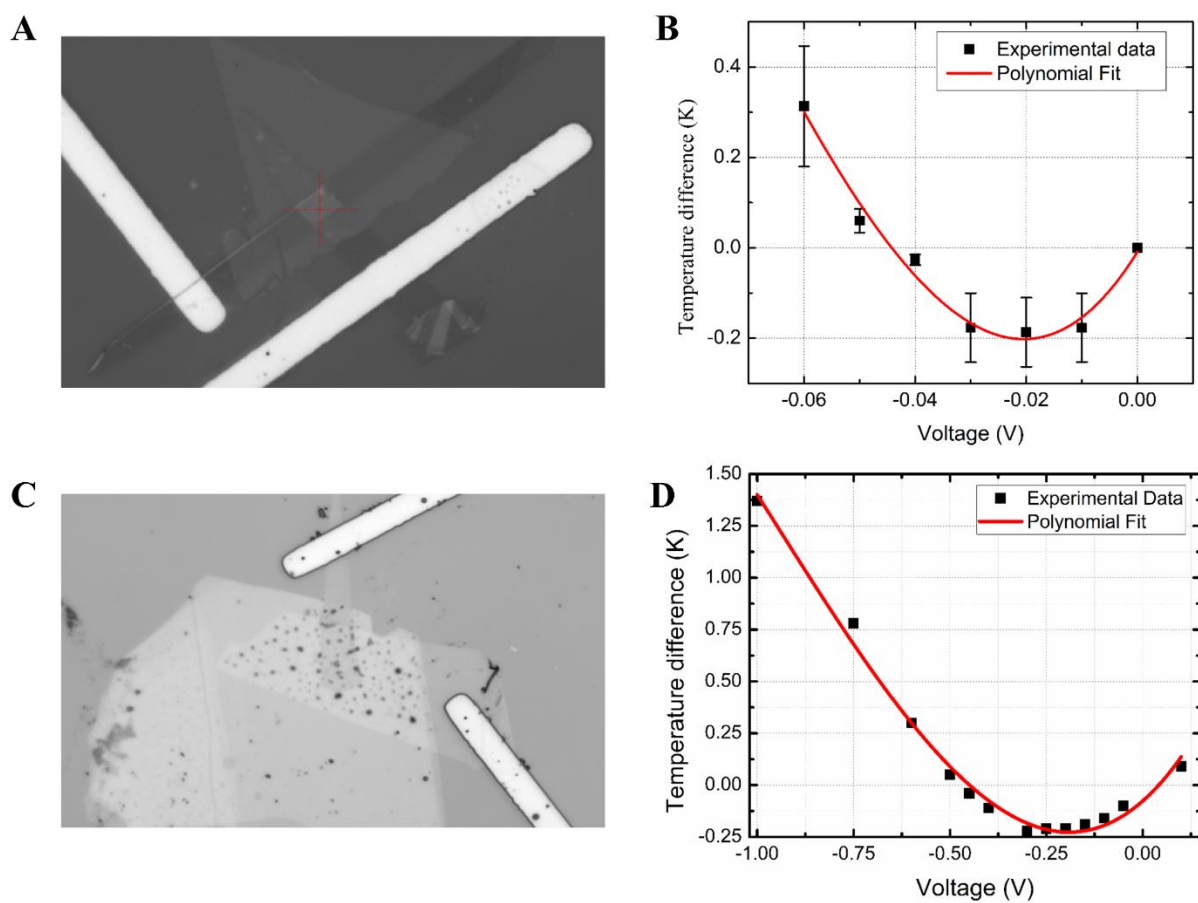 A
B
Experimental data
Polynomial Fit
Temperature difference (K)
0.4
0.2
0.0
-0.2
-0.06
-0.04
-0.02
0.00
Voltage (V)
C
D
Experimental Data
Polynomial Fit
Temperature difference (K)
1.50
1.25
1.00
0.75
0.50
0.25
0.00
-0.25
-1.00
-0.75
-0.50
-0.25
0.00
Voltage (V)